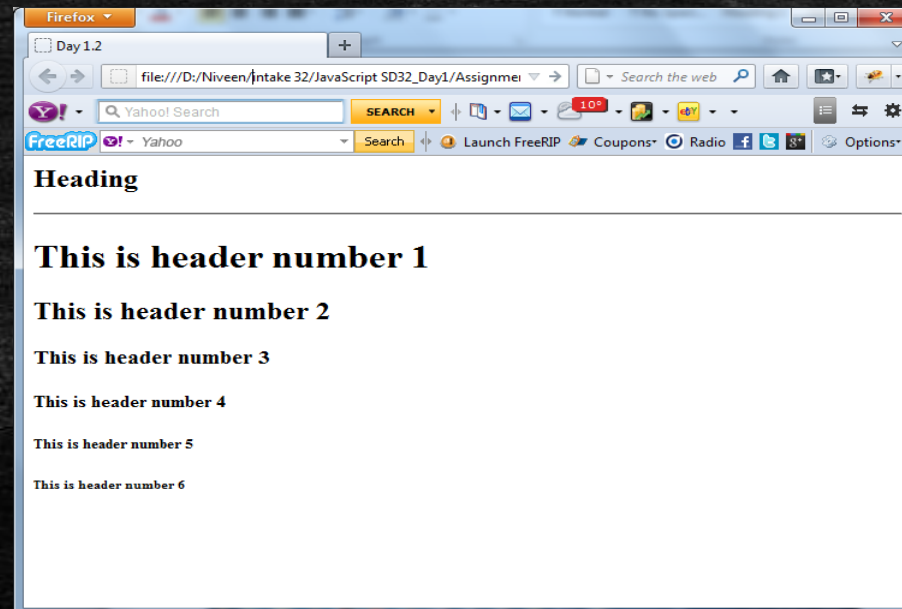 Firefox
Day 1.2
file:///D:/Niveen/intake 32/JavaScript SD32_Day1/Assignmer Search the web
Y! Yahoo! Search SEARCH 10° eBY
FreeRIP Y! Yahoo Search Launch FreeRIP Coupons Radio f g+ Options
Heading
This is header number 1
This is header number 2
This is header number 3
This is header number 4
This is header number 5
This is header number 6